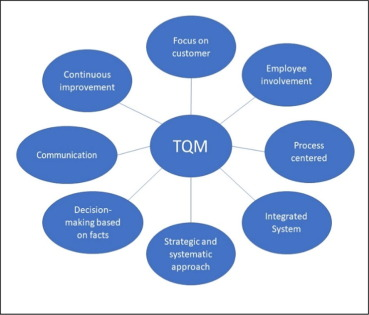 Focus on
customer
Employee
involvement
Process
centered
Integrated
System
Strategic and
systematic
approach
Decision-
making based
on facts
Communication
Continuous
improvement
TQM